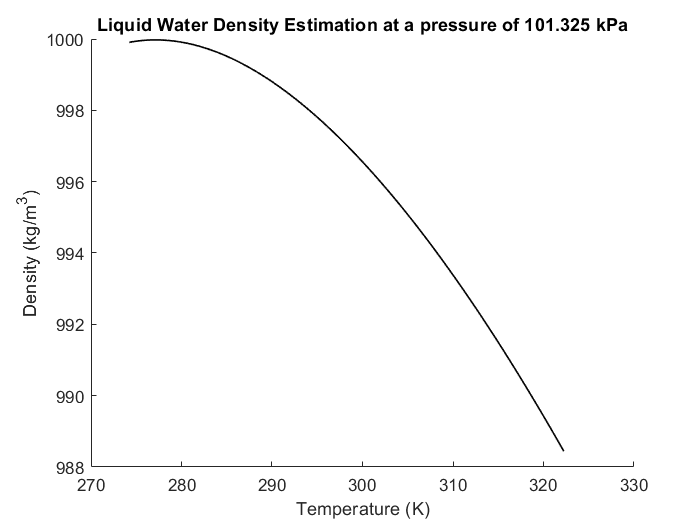 Liquid Water Density Estimation at a pressure of 101.325 kPa
1000
998
996
994
992
990
988
Density (kg/m³)
270 280 290 300 310 320 330
Temperature (K)